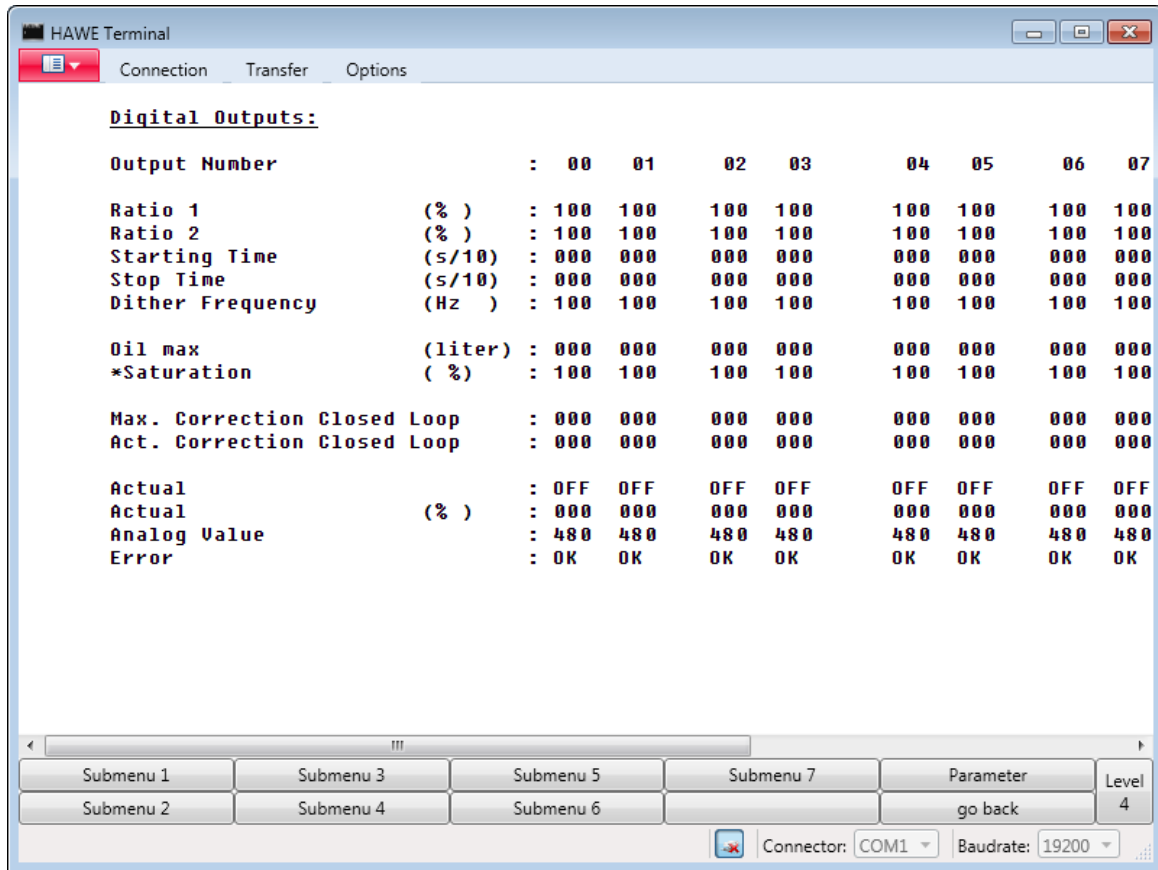 HAWE Terminal
Connection Transfer Options
Digital Outputs:
Output Number : 00 01 02 03 04 05 06 07
Ratio 1 (% ) : 100 100 100 100 100 100 100 100
Ratio 2 (% ) : 100 100 100 100 100 100 100 100
Starting Time (s/10) : 000 000 000 000 000 000 000 000
Stop Time (s/10) : 000 000 000 000 000 000 000 000
Dither Frequency (Hz ) : 100 100 100 100 100 100 100 100
Oil max (liter) : 000 000 000 000 000 000 000 000
*Saturation ( %) : 100 100 100 100 100 100 100 100
Max. Correction Closed Loop : 000 000 000 000 000 000 000 000
Act. Correction Closed Loop : 000 000 000 000 000 000 000 000
Actual : OFF OFF OFF OFF OFF OFF OFF OFF
Actual (% ) : 000 000 000 000 000 000 000 000
Analog Value : 480 480 480 480 480 480 480 480
Error : OK OK OK OK OK OK OK OK
Submenu 1 Submenu 3 Submenu 5 Submenu 7 Parameter Level
Submenu 2 Submenu 4 Submenu 6 go back 4
Connector: COM1 Baudrate: 19200